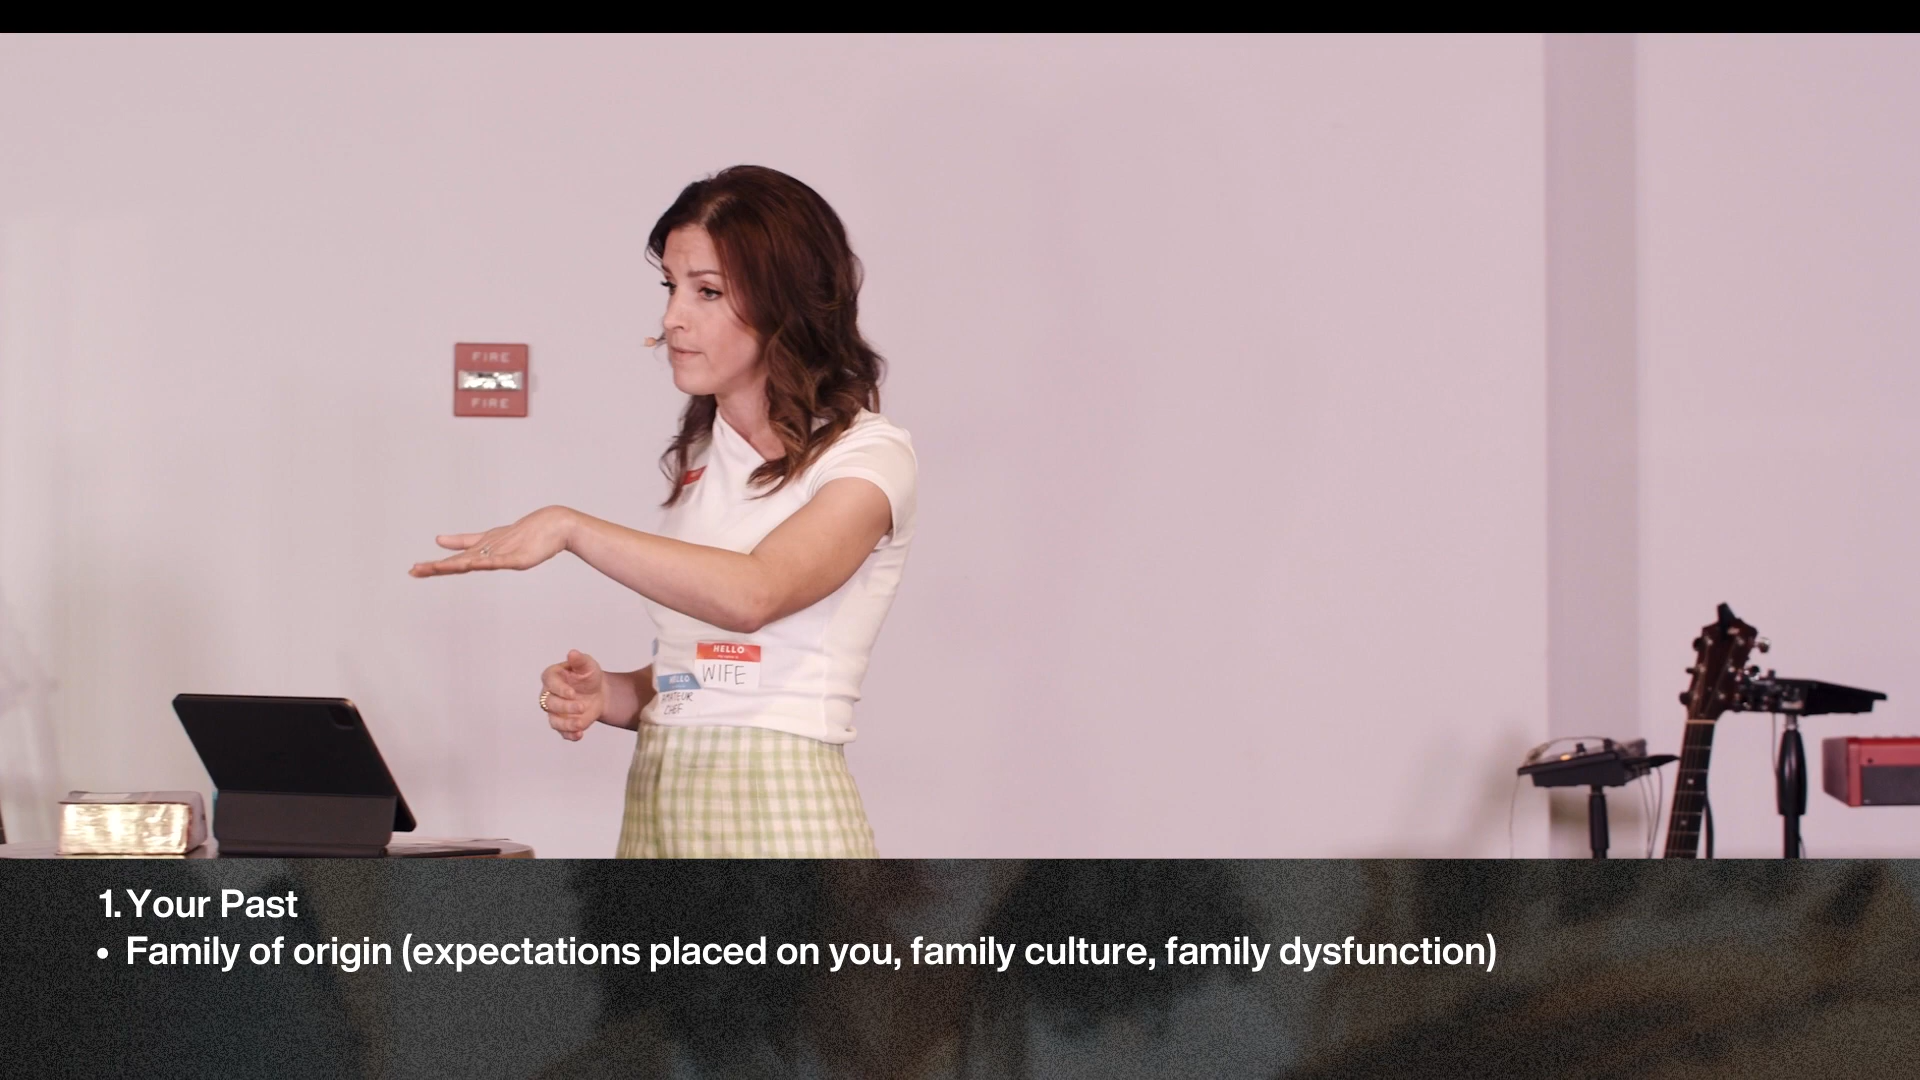 FIRE
FIRE
HELLO
WIFE
HELLO
AMATEUR
CHEF
1. Your Past
• Family of origin (expectations placed on you, family culture, family dysfunction)